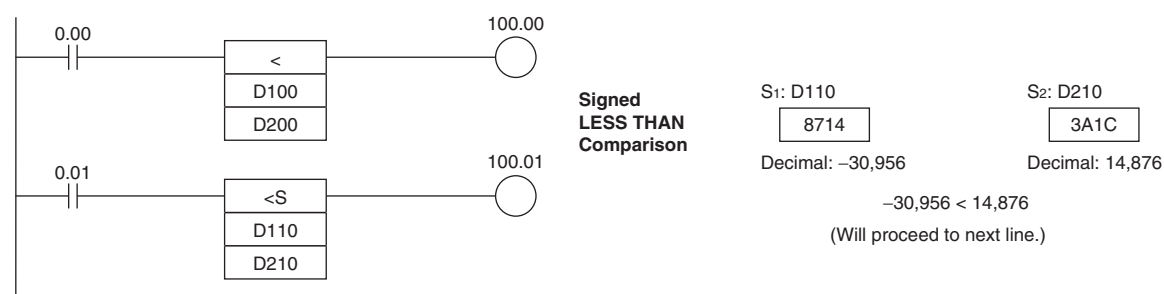 0.00
100.00
<
D100
D200
0.01
100.01
<S
D110
D210
Signed
LESS THAN
Comparison
S1: D110
S2: D210
8714
3A1C
Decimal: −30,956
Decimal: 14,876
−30,956 < 14,876
(Will proceed to next line.)